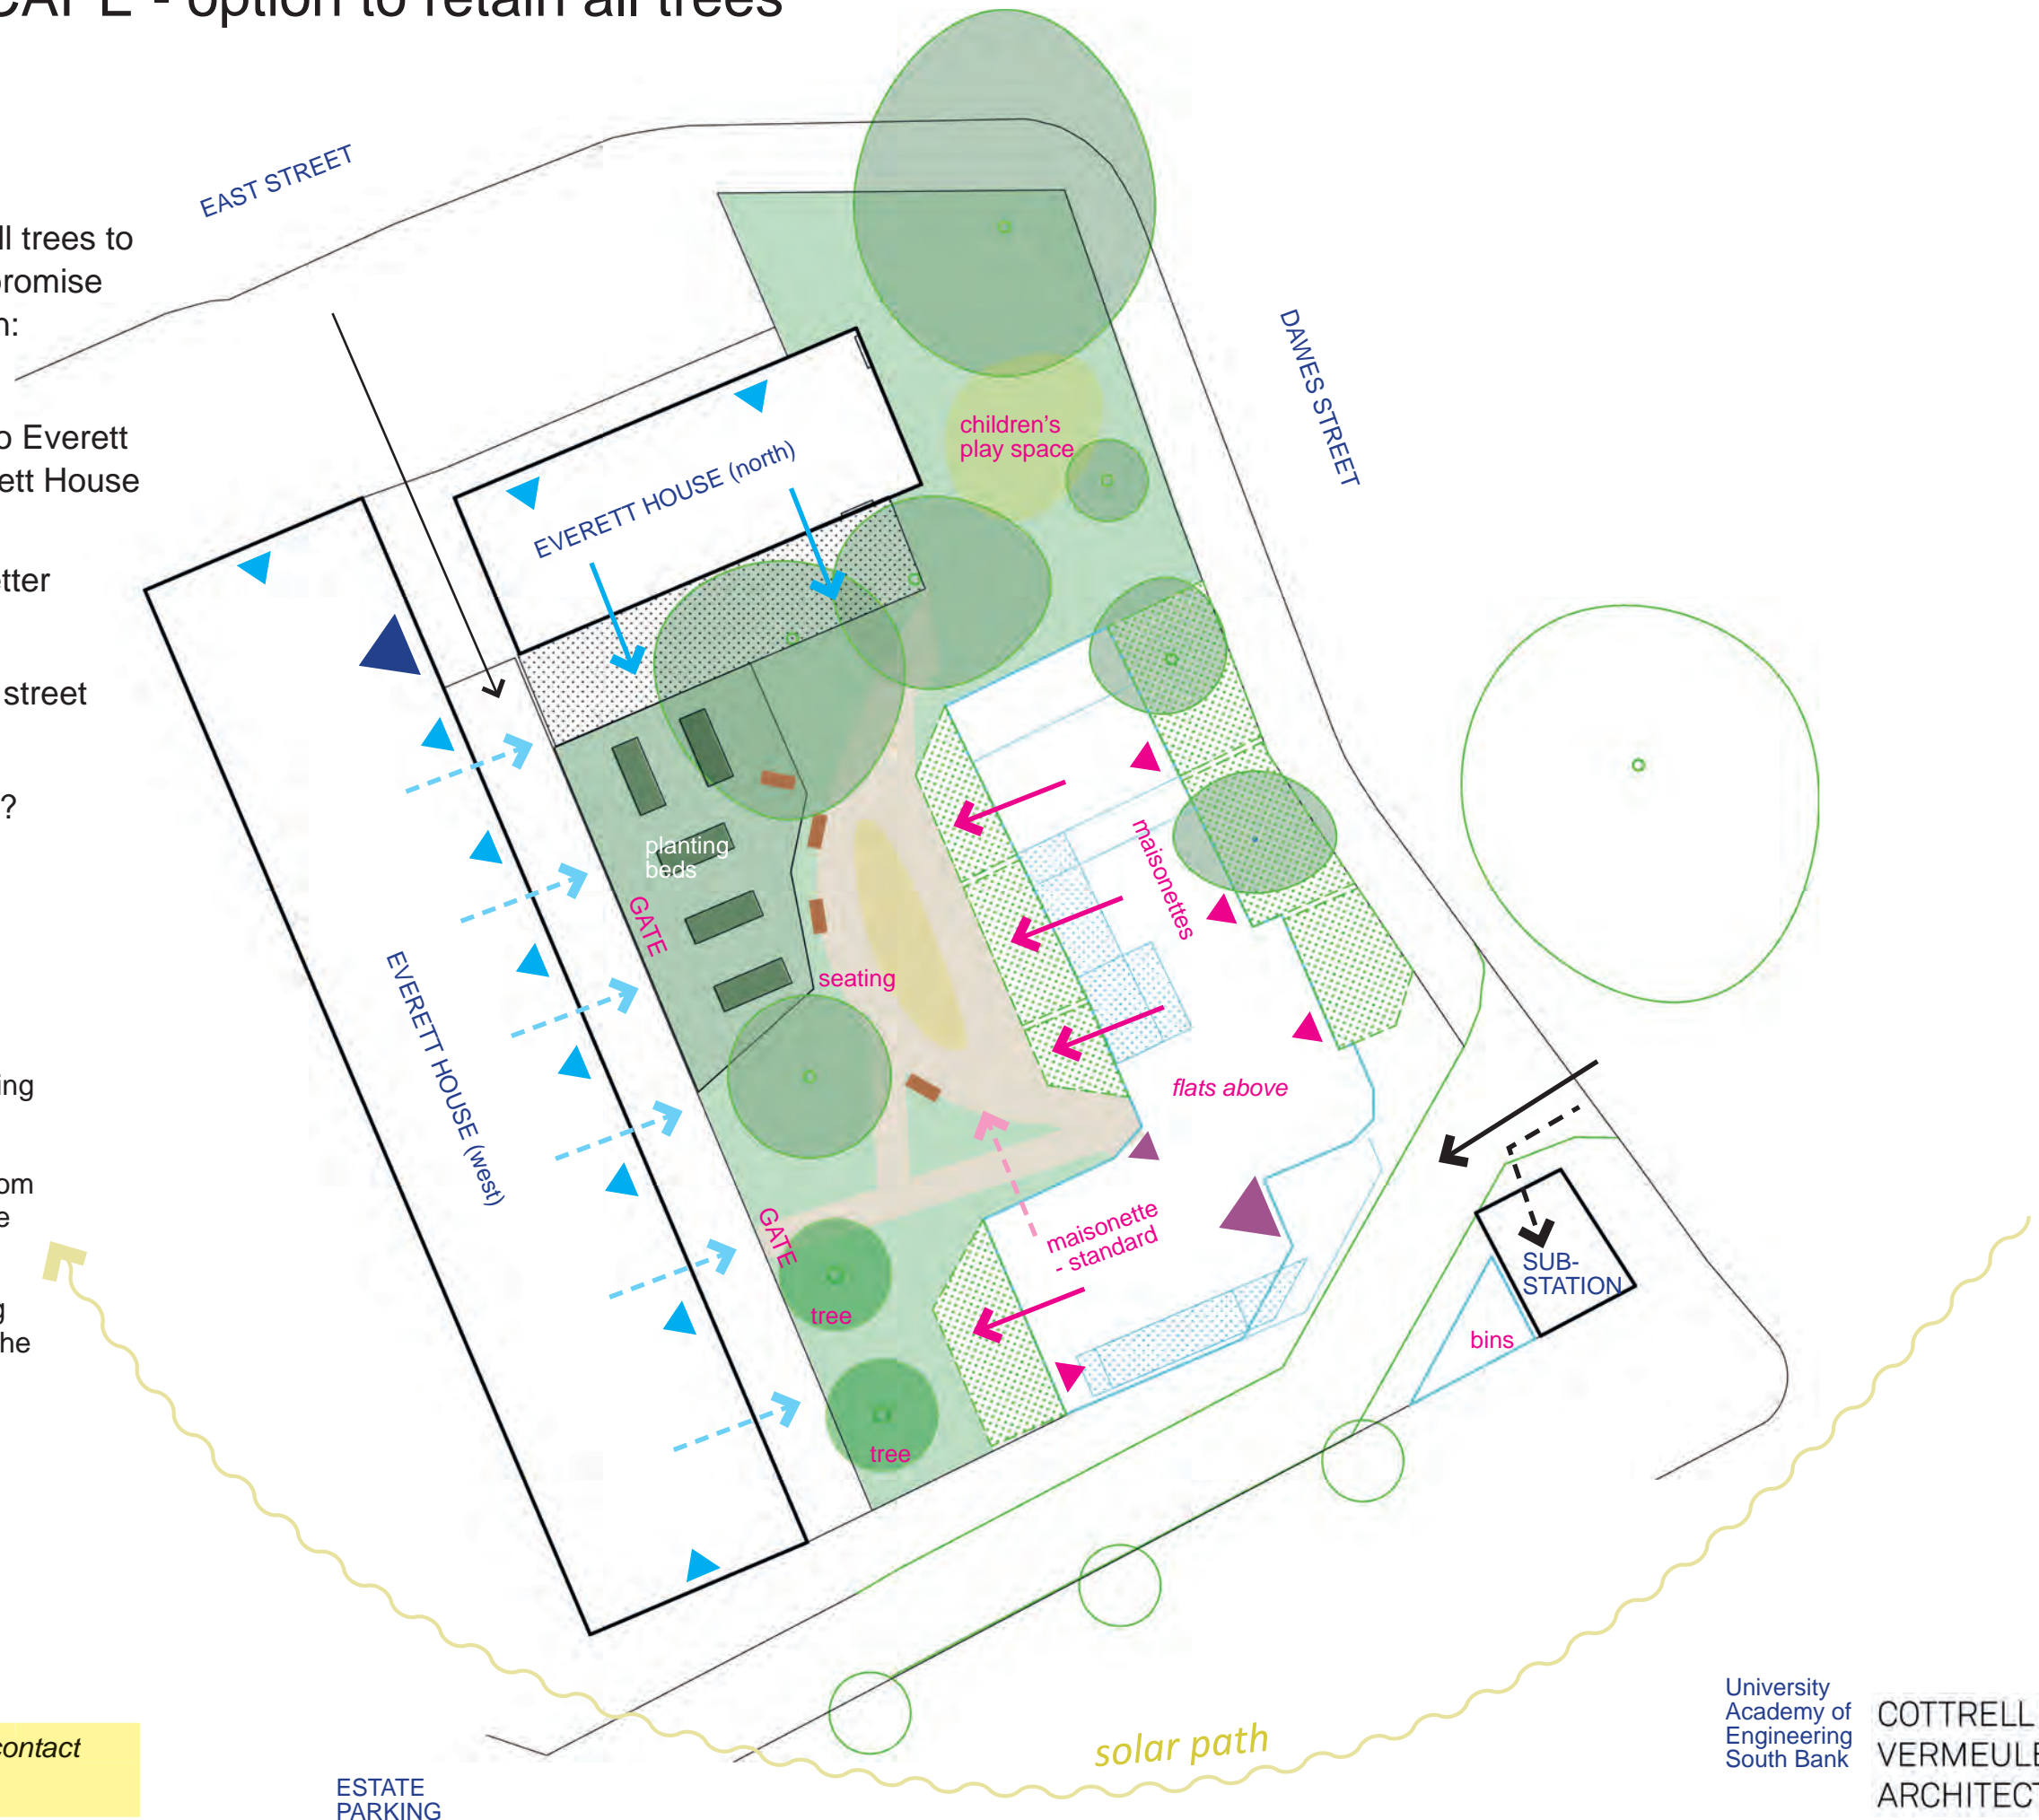 CAPE - option to retain all trees
EAST STREET
ll trees to
promise
n:
o Everett
ett House
tter
street
?
ing
om
e
g
he
contact
DAWES STREET
children's
play space
EVERETT HOUSE (north)
planting
beds
GATE
seating
maisonettes
EVERETT HOUSE (west)
flats above
GATE
maisonette
- standard
tree
tree
SUB-
STATION
bins
solar path
ESTATE
PARKING
University
Academy of
Engineering
South Bank
COTTRELL
VERMEULE
ARCHITECT